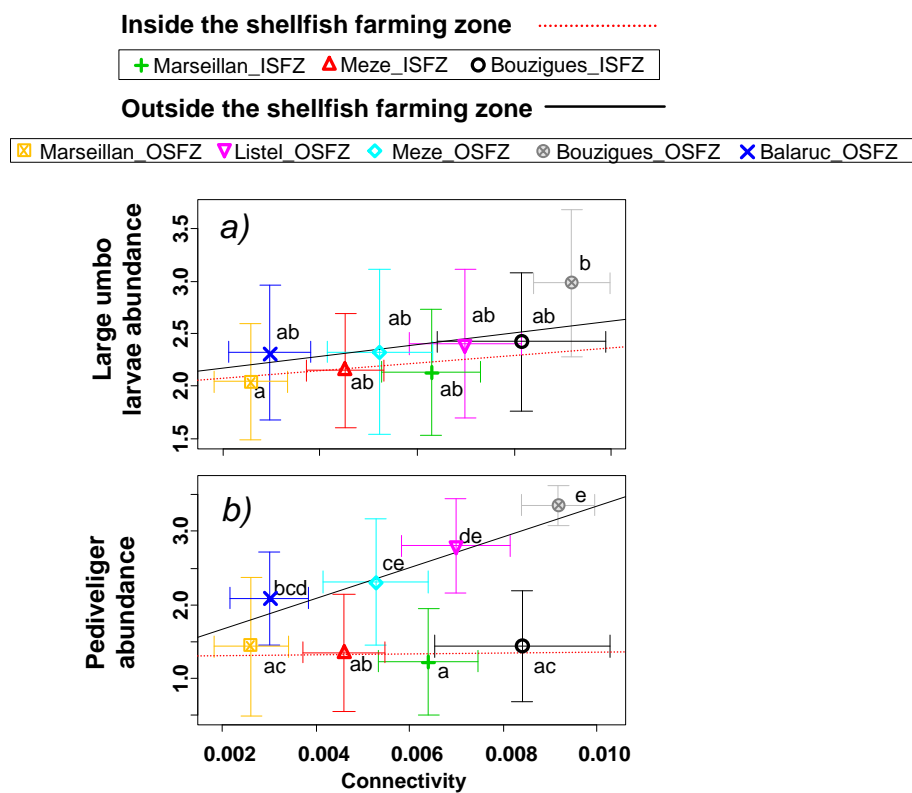 Inside the shellfish farming zone
Marseillan_ISFZ Meze_ISFZ Bouzigues_ISFZ
Outside the shellfish farming zone
Marseillan_OSFZ Listel_OSFZ Meze_OSFZ Bouzigues_OSFZ Balaruc_OSFZ
a)
Large umbo
larvae abundance
3.5
3.0
2.5
2.0
1.5
b
ab
ab
ab
ab
a
ab
ab
b)
Pediveliger
abundance
3.0
2.0
1.0
e
de
ce
bcd
ac
ab
a
ac
0.002 0.004 0.006 0.008 0.010
Connectivity